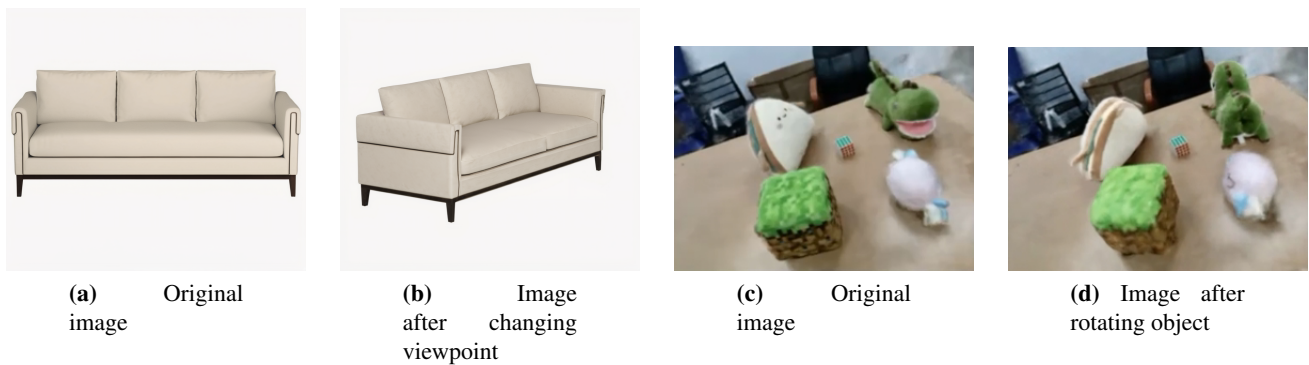 (a) Original
image
(b) Image
after changing
viewpoint
(c) Original
image
(d) Image after
rotating object